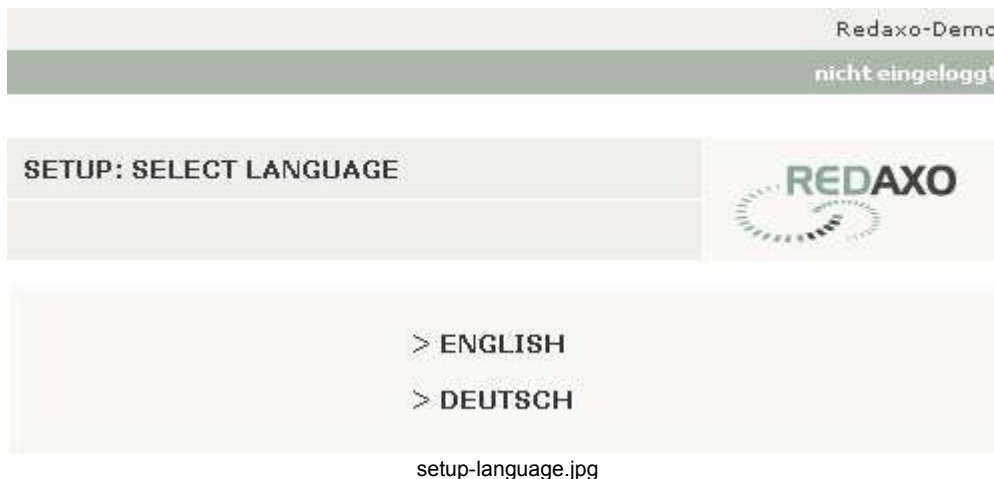 Redaxo-Demo
nicht eingeloggt
SETUP: SELECT LANGUAGE
REDAXO
> ENGLISH
> DEUTSCH
setup-language.jpg